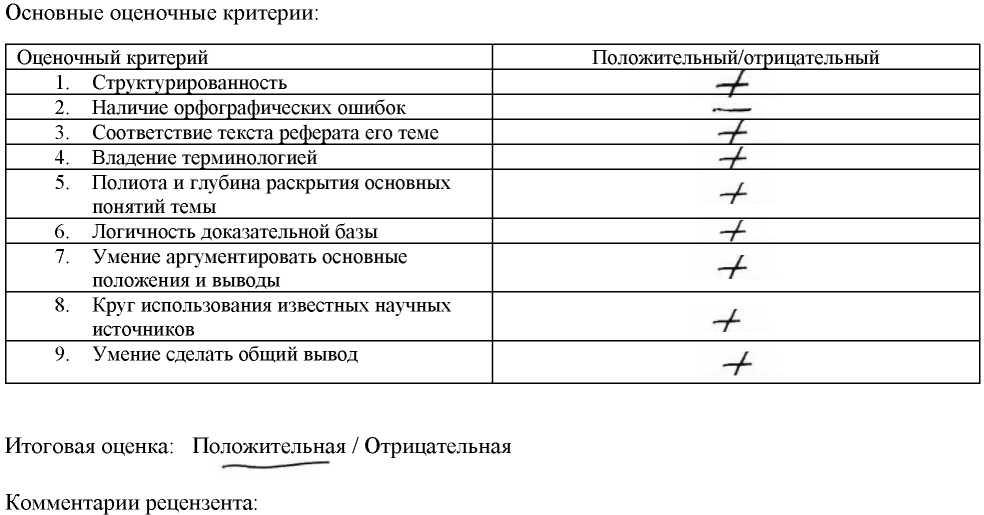 Основные оценочные критерии:
Оценочный критерий Положительный/отрицательный
1. Структурированность +
2. Наличие орфографических ошибок —
3. Соответствие текста реферата его теме +
4. Владение терминологией +
5. Полиота и глубина раскрытия основных
понятий темы +
6. Логичность доказательной базы +
7. Умение аргументировать основные
положения и выводы +
8. Круг использования известных научных
источников +
9. Умение сделать общий вывод +
Итоговая оценка: Положительная / Отрицательная
Комментарии рецензента: